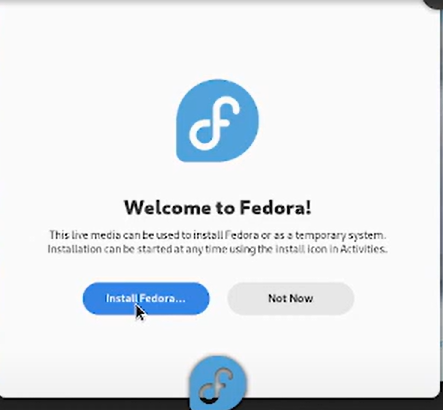 Welcome to Fedora!
This live media can be used to install Fedora or as a temporary system.
Installation can be started at any time using the install icon in Activities.
Install Fedora...
Not Now